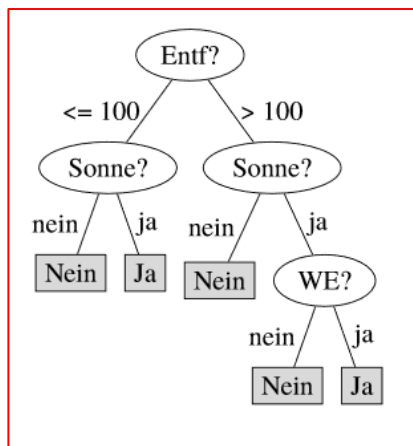 Entf?
<= 100 > 100
Sonne? Sonne?
nein ja nein ja
Nein Ja Nein WE?
nein ja
Nein Ja